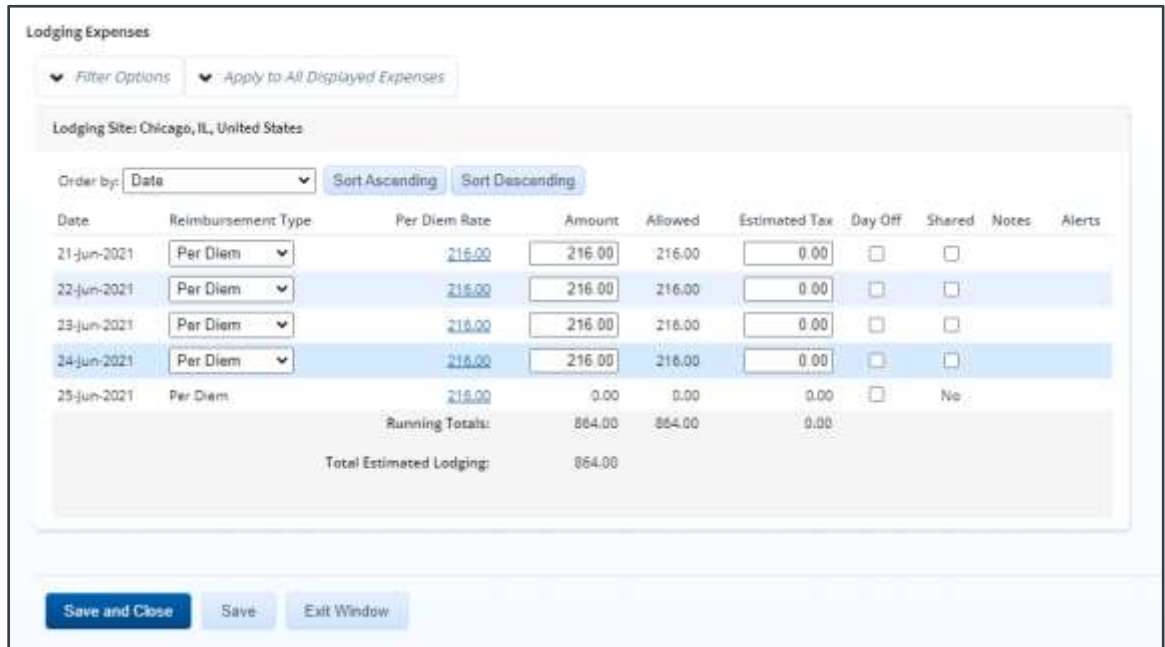 Lodging Expenses
Filter Options Apply to All Displayed Expenses
Lodging Site: Chicago, IL, United States
Order by: Date Sort Ascending Sort Descending
Date Reimbursement Type Per Diem Rate Amount Allowed Estimated Tax Day Off Shared Notes Alerts
21-Jun-2021 Per Diem 216.00 216.00 216.00 0.00
22-Jun-2021 Per Diem 216.00 216.00 216.00 0.00
23-Jun-2021 Per Diem 216.00 216.00 216.00 0.00
24-Jun-2021 Per Diem 216.00 216.00 216.00 0.00
25-Jun-2021 Per Diem 216.00 0.00 0.00 0.00 No
Running Totals: 864.00 864.00 0.00
Total Estimated Lodging: 864.00
Save and Close Save Exit Window